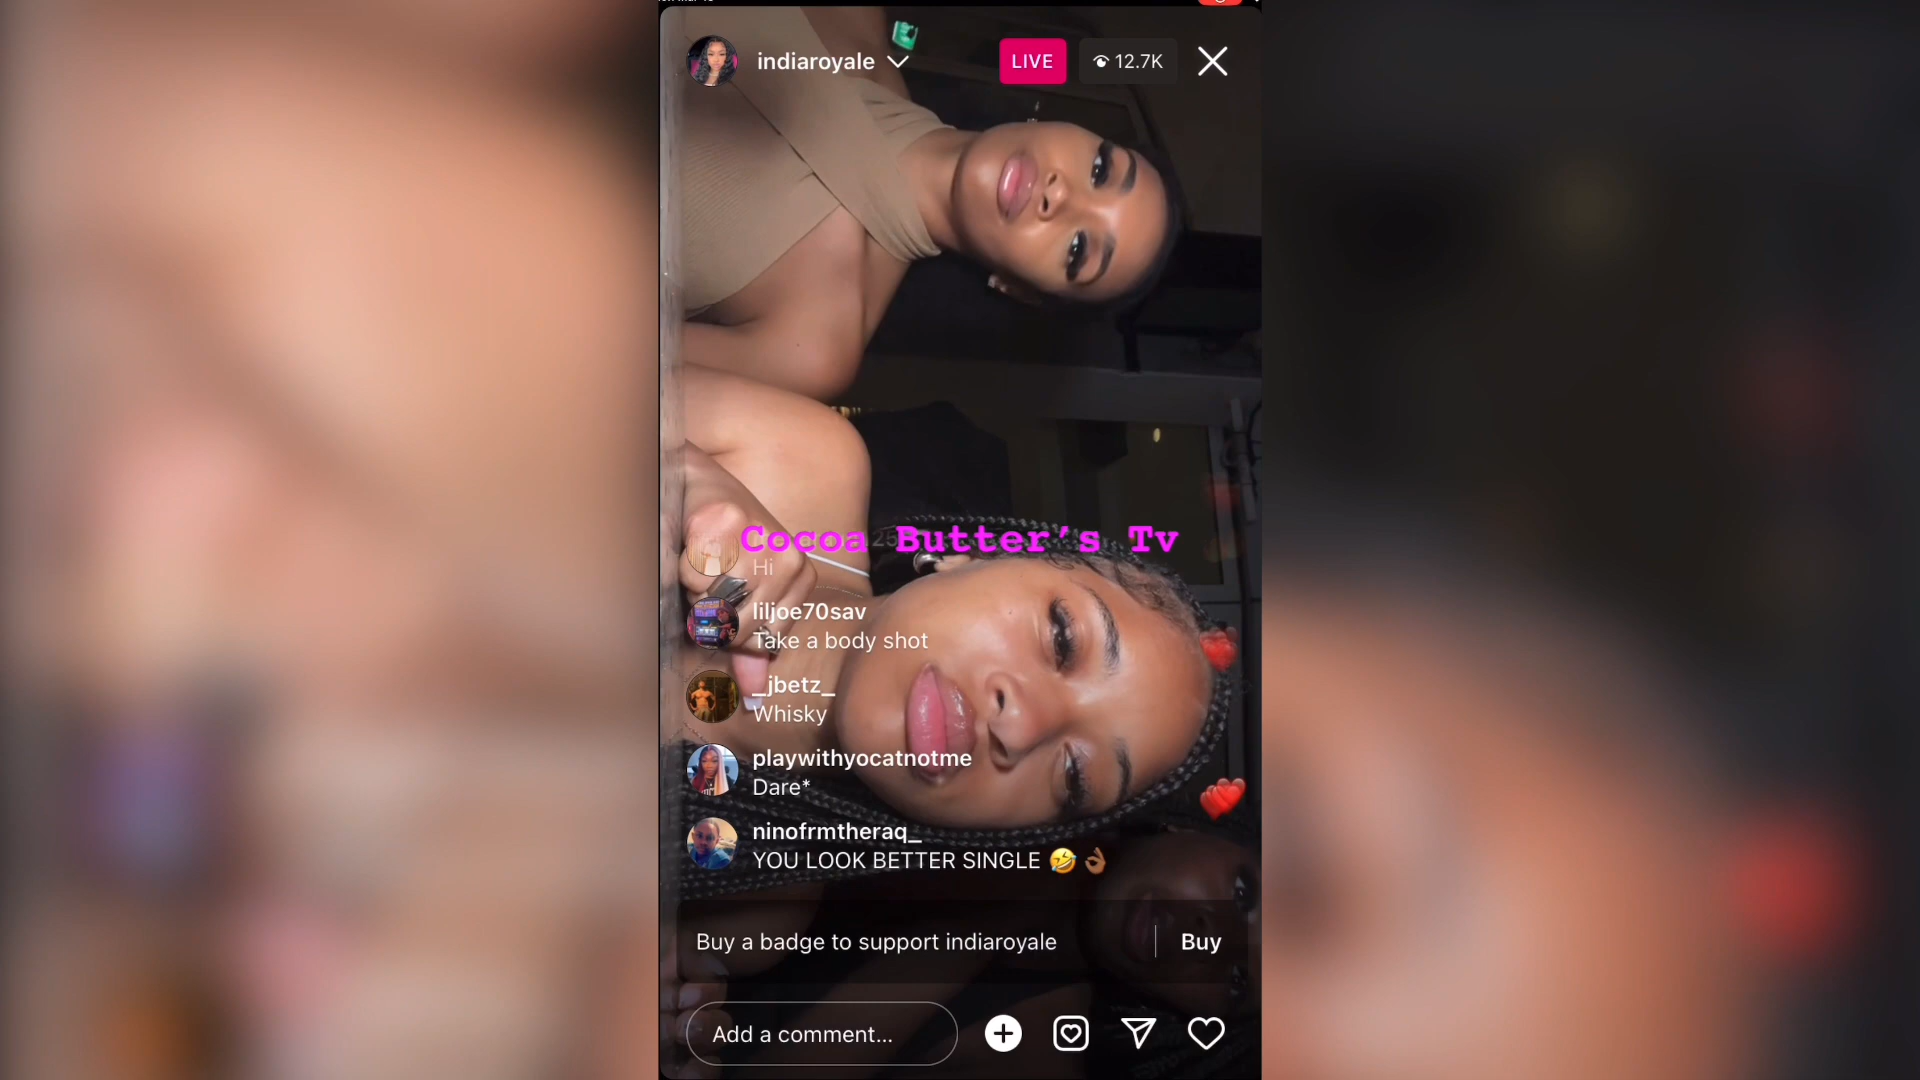 indiaroyale
LIVE
12.7K
Cocoa Butter's Tv
Hi
liljoe70sav
Take a body shot
_jbetz_
Whisky
playwithyocatnotme
Dare*
ninofrmtheraq_
YOU LOOK BETTER SINGLE 🤣👌🏾
Buy a badge to support indiaroyale
Buy
Add a comment...